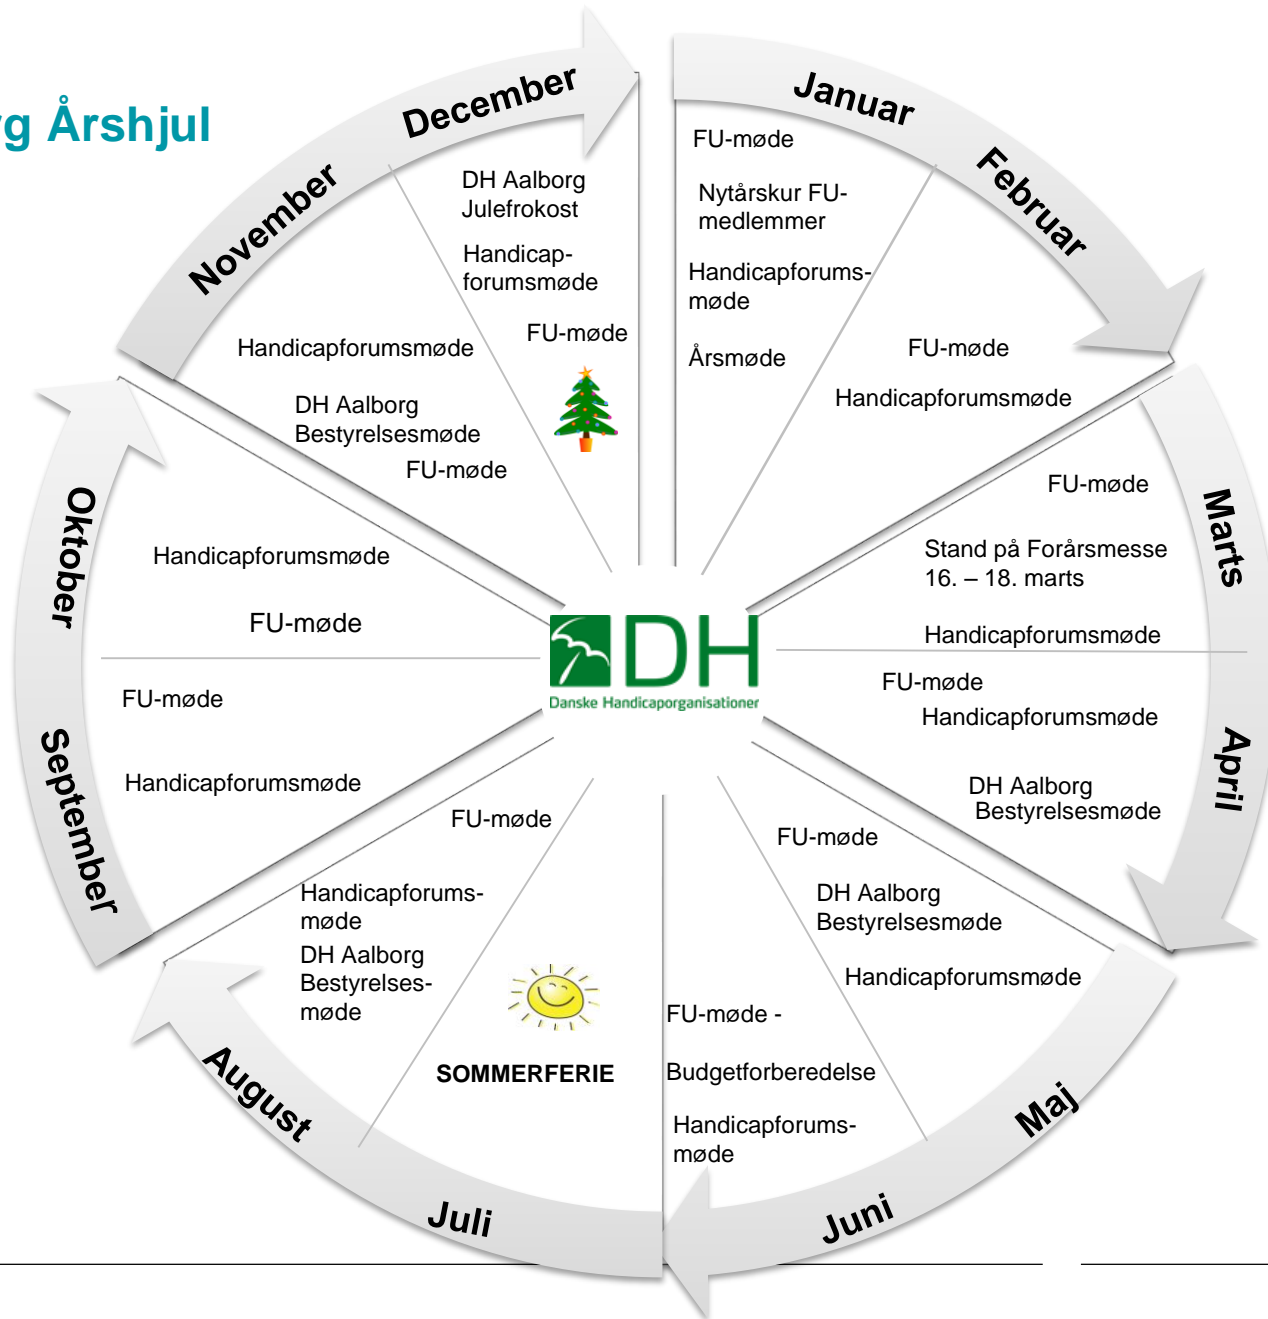 Årshjul
Januar
FU-møde
Nytårskur FU-
medlemmer
Handicapforums-
møde
Årsmøde
Februar
FU-møde
Handicapforumsmøde
Marts
FU-møde
Stand på Forårsmesse
16. – 18. marts
Handicapforumsmøde
April
FU-møde
Handicapforumsmøde
DH Aalborg
Bestyrelsesmøde
Maj
FU-møde
DH Aalborg
Bestyrelsesmøde
Handicapforumsmøde
Juni
FU-møde -
Budgetforberedelse
Handicapforums-
møde
Juli
SOMMERFERIE
August
FU-møde
Handicapforums-
møde
DH Aalborg
Bestyrelses-
møde
September
FU-møde
Handicapforumsmøde
Oktober
Handicapforumsmøde
FU-møde
November
Handicapforumsmøde
DH Aalborg
Bestyrelsesmøde
FU-møde
December
DH Aalborg
Julefrokost
Handicap-
forumsmøde
FU-møde
DH
Danske Handicaporganisationer